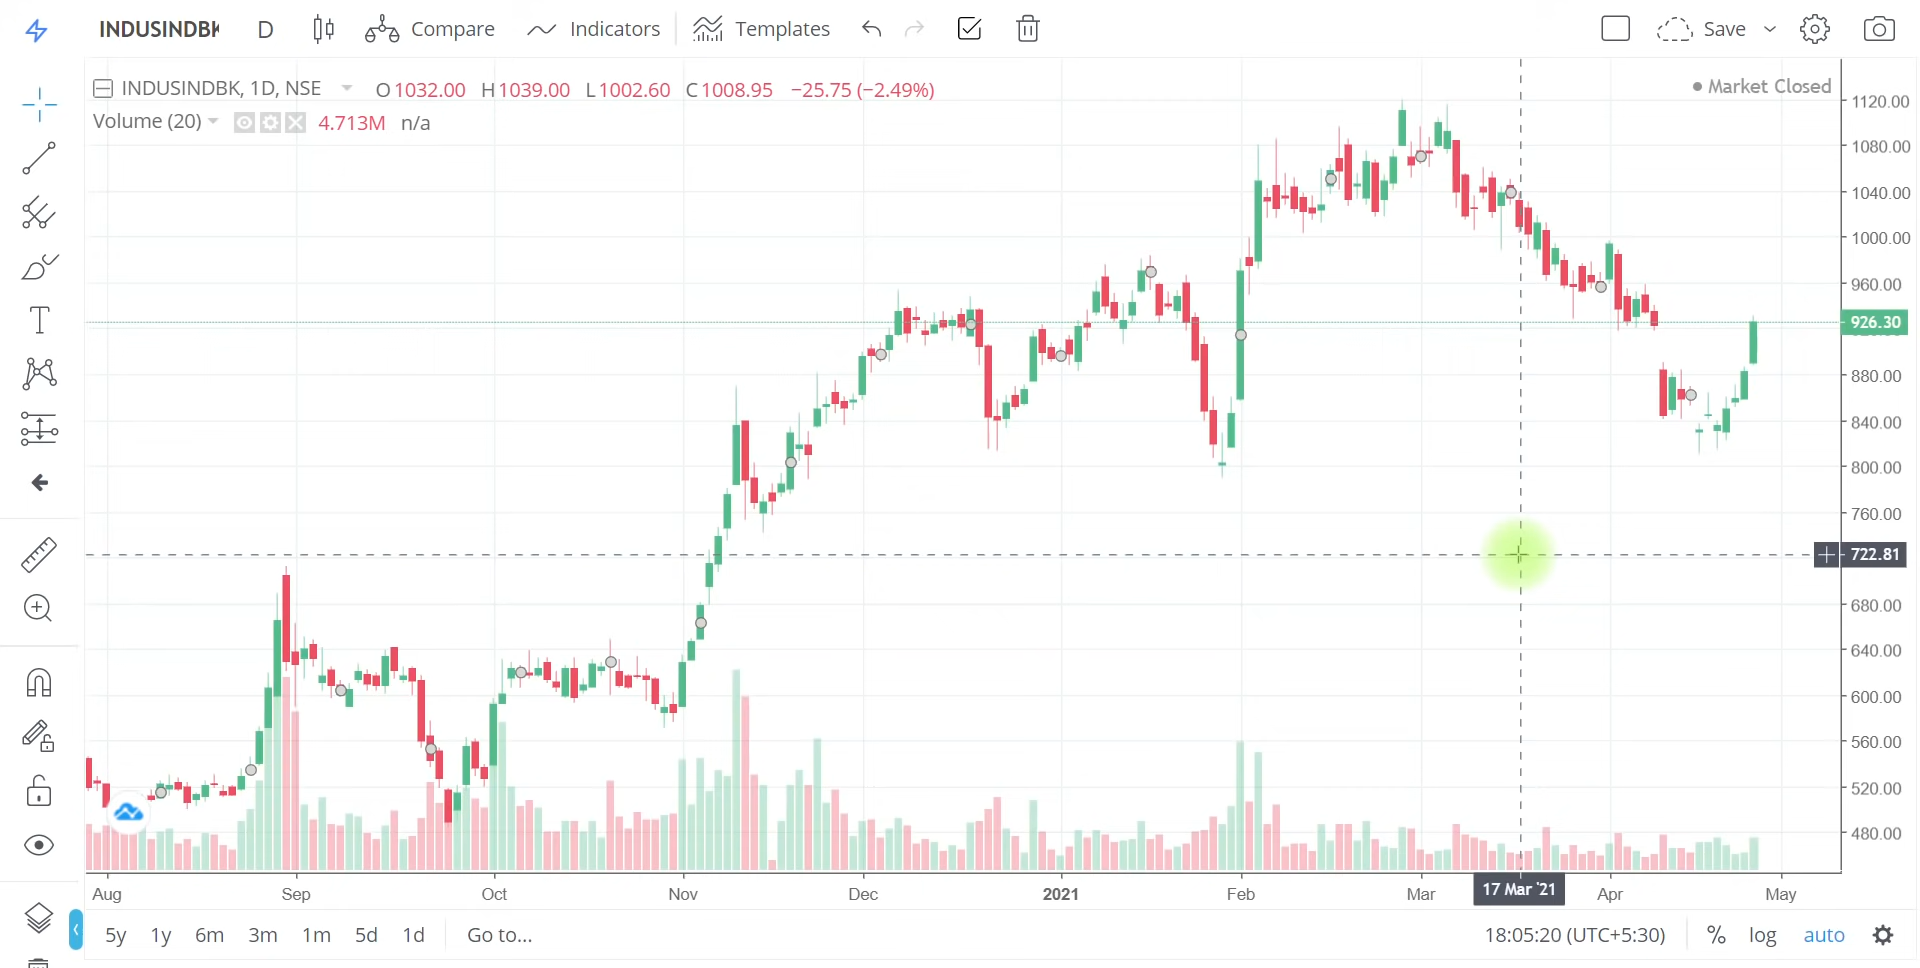 INDUSINDBK D Compare Indicators Templates Save
INDUSINDBK, 1D, NSE O1032.00 H1039.00 L1002.60 C1008.95 −25.75 (−2.49%)
Market Closed
Volume (20) 4.713M n/a
1120.00
1080.00
1040.00
1000.00
960.00
926.30
880.00
840.00
800.00
760.00
722.81
680.00
640.00
600.00
560.00
520.00
480.00
Aug Sep Oct Nov Dec 2021 Feb Mar 17 Mar '21 Apr May
5y 1y 6m 3m 1m 5d 1d Go to... 18:05:20 (UTC+5:30) % log auto